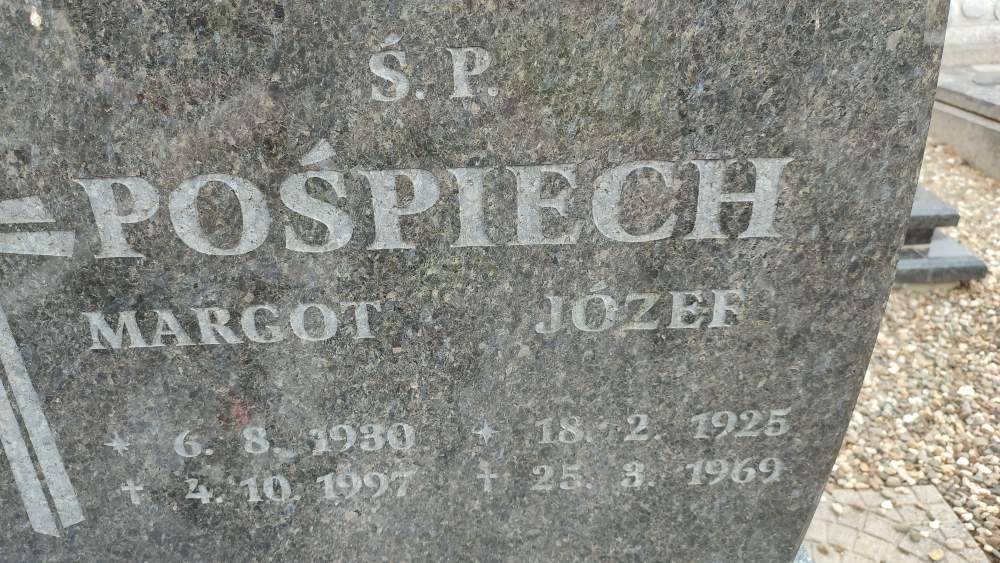 Ś. P.
POŚPIECH
MARGOT JÓZEF
* 6. 8. 1930 * 18. 2. 1925
† 4. 10. 1997 † 25. 3. 1969